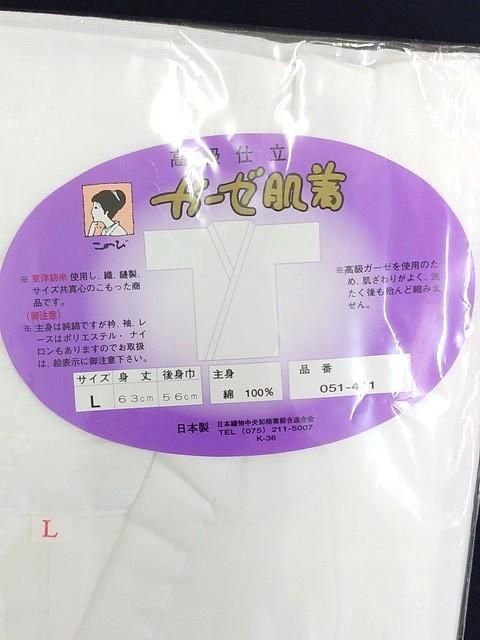 高級仕立
ガーゼ肌着
このび
※東洋紡糸使用し、織、縫製、
サイズ共真心のこもった商
品です。
(御注意)
※主身は純綿ですが衿、袖、レ
ースはポリエステル・ナイ
ロンもありますのでお取扱
は、絵表示に御注意下さい。
※高級ガーゼを使用のた
め、肌ざわりがよく、洗
たく後も殆んど縮みま
せん。
サイズ 身丈 後身巾 主身 品番
L 63cm 56cm 綿 100% 051-411
日本製 日本織物中央卸商業組合連合会
TEL (075) 211-5007
K-36
L